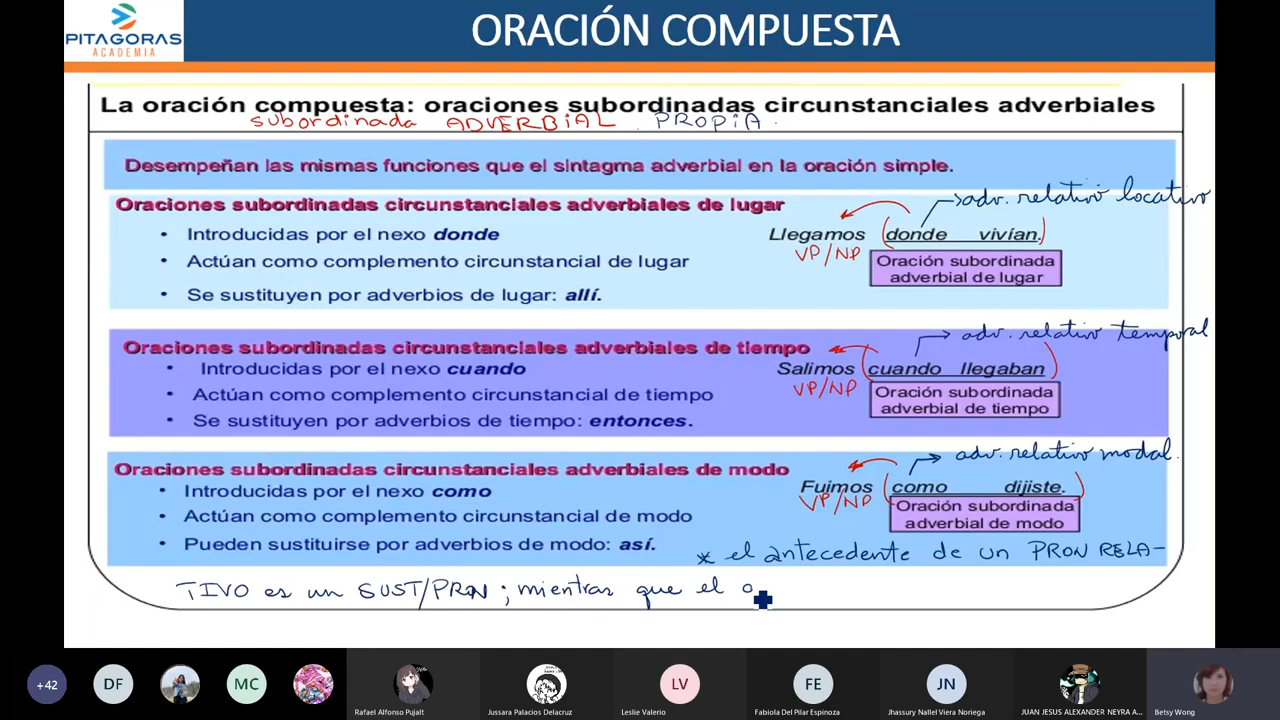 PITAGORAS
ACADEMIA
ORACIÓN COMPUESTA
La oración compuesta: oraciones subordinadas circunstanciales adverbiales
subordinada ADVERBIAL PROPIA.
Desempeñan las mismas funciones que el sintagma adverbial en la oración simple.
Oraciones subordinadas circunstanciales adverbiales de lugar
adv. relativo locativo
• Introducidas por el nexo donde
Llegamos (donde vivían.)
VP/NP
• Actúan como complemento circunstancial de lugar
Oración subordinada
adverbial de lugar
• Se sustituyen por adverbios de lugar: allí.
adv. relativo temporal
Oraciones subordinadas circunstanciales adverbiales de tiempo
• Introducidas por el nexo cuando
Salimos (cuando llegaban)
VP/NP
• Actúan como complemento circunstancial de tiempo
Oración subordinada
adverbial de tiempo
• Se sustituyen por adverbios de tiempo: entonces.
adv. relativo modal.
Oraciones subordinadas circunstanciales adverbiales de modo
• Introducidas por el nexo como
Fuimos (como dijiste.)
VP/NP
• Actúan como complemento circunstancial de modo
Oración subordinada
adverbial de modo
• Pueden sustituirse por adverbios de modo: así.
* el antecedente de un PRON RELA-
TIVO es un SUST/PRON; mientras que el a
+42
DF
MC
LV
FE
JN
Rafael Alfonso Pujalt
Jussara Palacios Delacruz
Leslie Valerio
Fabiola Del Pilar Espinoza
Jhassury Nallel Viera Noriega
JUAN JESUS ALEXANDER NEYRA A...
Betsy Wong